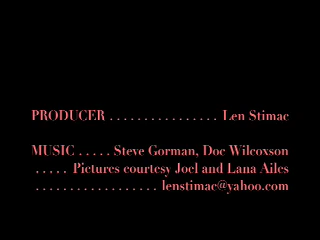 PRODUCER . . . . . . . . . . . . . . . . Len Stimac
MUSIC . . . . . Steve Gorman, Doc Wilcoxson
. . . . . Pictures courtesy Joel and Lana Ailes
. . . . . . . . . . . . . . . . . . lenstimac@yahoo.com